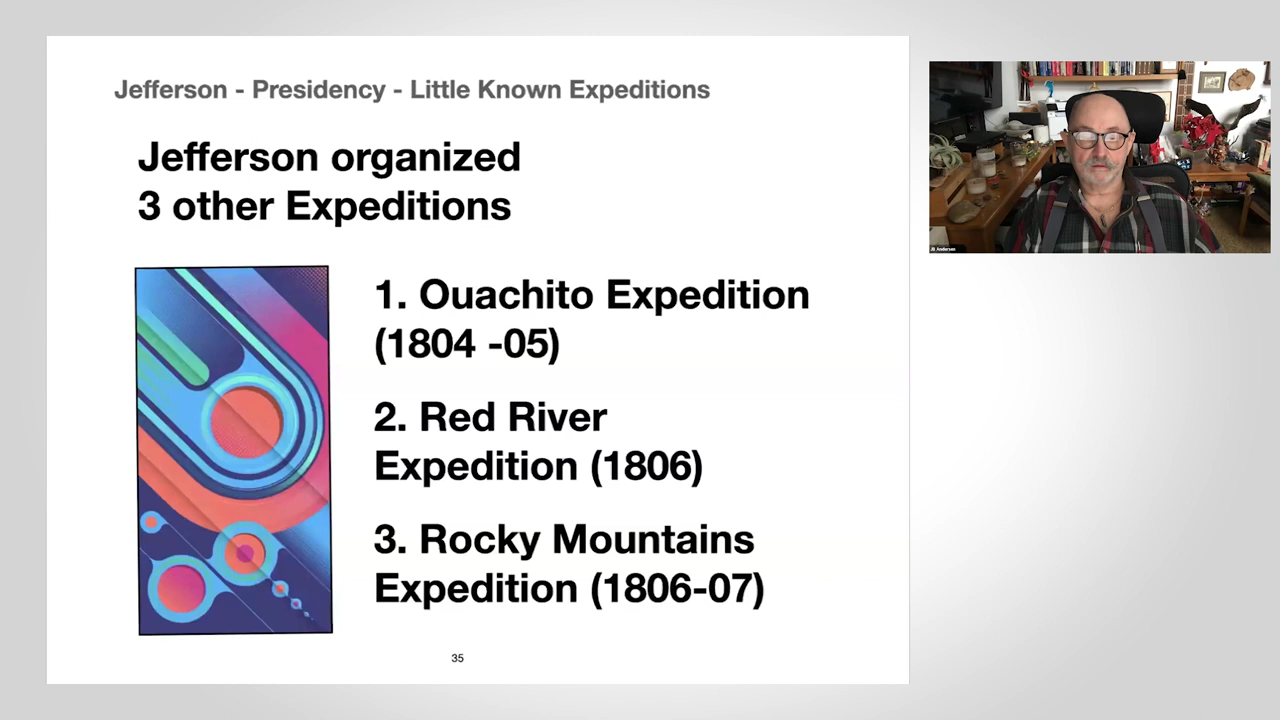 Jefferson - Presidency - Little Known Expeditions
Jefferson organized
3 other Expeditions
1. Ouachito Expedition
(1804 -05)
2. Red River
Expedition (1806)
3. Rocky Mountains
Expedition (1806-07)
35
Anderson